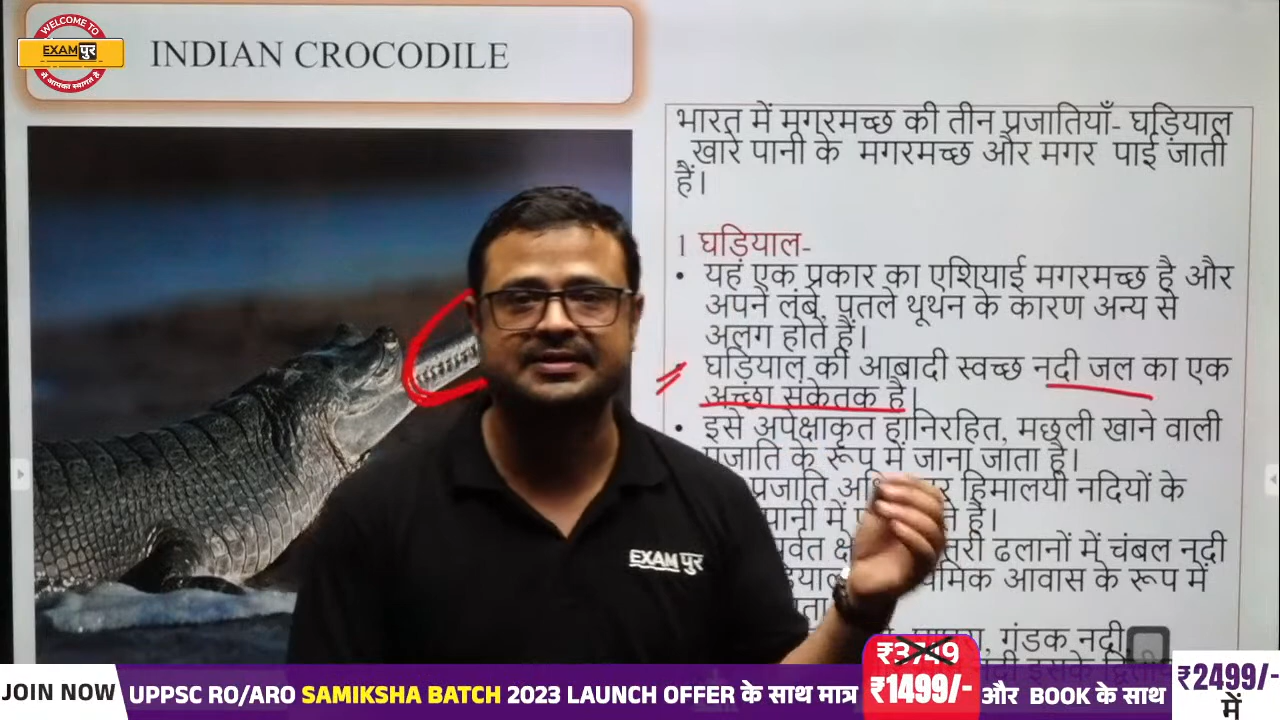 WELCOME TO
EXAMपुर
में आपका स्वागत है
INDIAN CROCODILE
भारत में मगरमच्छ की तीन प्रजातियाँ- घड़ियाल
खारे पानी के मगरमच्छ और मगर पाई जाती
हैं।
1 घड़ियाल-
• यह एक प्रकार का एशियाई मगरमच्छ है और
अपने लंबे, पतले थूथन के कारण अन्य से
अलग होते हैं।
घड़ियाल की आबादी स्वच्छ नदी जल का एक
अच्छा संकेतक है।
• इसे अपेक्षाकृत हानिरहित, मछली खाने वाली
प्रजाति के रूप में जाना जाता है।
प्रजाति हिमालयी नदियों के
पानी में हैं।
ढलानों में चंबल नदी
आवास के रूप में
गंडक नदी
EXAMपुर
JOIN NOW UPPSC RO/ARO SAMIKSHA BATCH 2023 LAUNCH OFFER के साथ मात्र ₹3749 ₹1499/- और BOOK के साथ ₹2499/- में